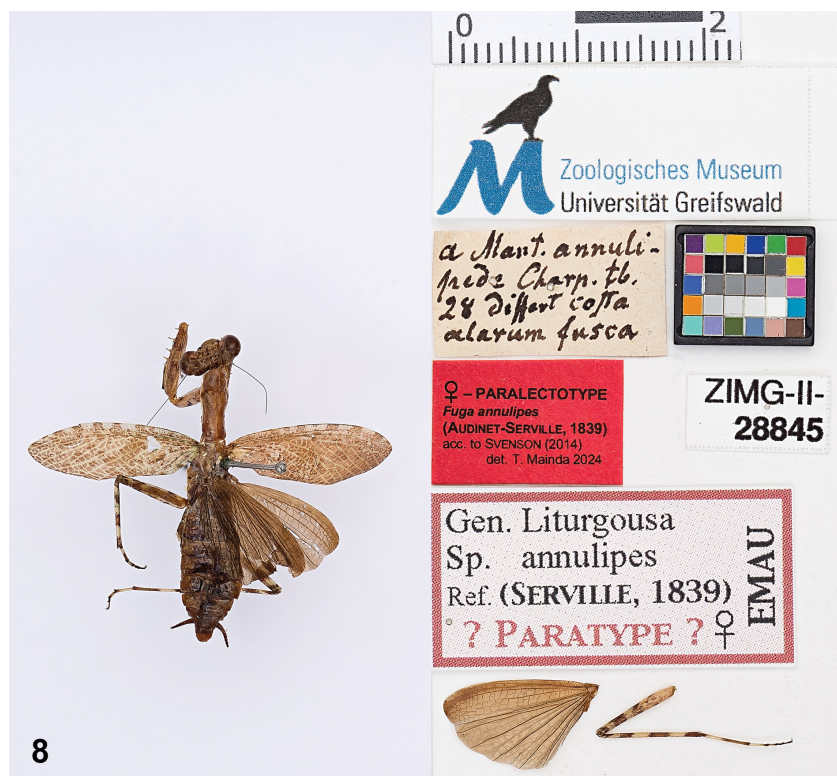 0 2
M Zoologisches Museum
Universität Greifswald
a Mant. annuli-
pede Charp. tb.
28 differt costa
alarum fusca
♀ – PARALECTOTYPE
Fuga annulipes
(AUDINET-SERVILLE, 1839)
acc. to SVENSON (2014)
det. T. Mainda 2024
ZIMG-II-
28845
Gen. Liturgousa
Sp. annulipes
Ref. (SERVILLE, 1839)
? PARATYPE ? ♀
EMAU
8